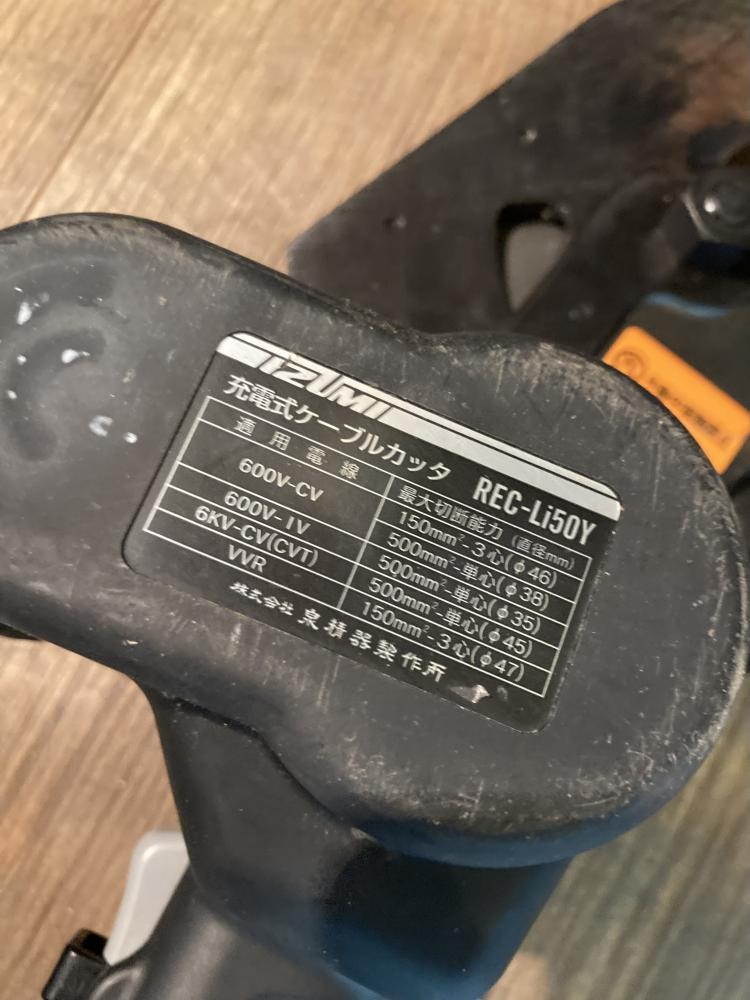 IZUMI
充電式ケーブルカッタ REC-Li50Y
適用電線 最大切断能力 (直径mm)
600V-CV 150mm²-3心(φ46)
500mm²-単心(φ38)
600V-IV 500mm²-単心(φ35)
6KV-CV(CVT) 500mm²-単心(φ45)
VVR 150mm²-3心(φ47)
株式会社 泉精器製作所